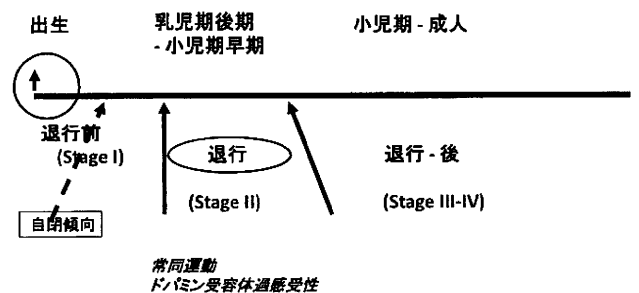 出生
乳児期後期
- 小児期早期
小児期 - 成人
退行前
(Stage I)
退行
(Stage II)
退行 - 後
(Stage III-IV)
自閉傾向
常同運動
ドパミン受容体過感受性